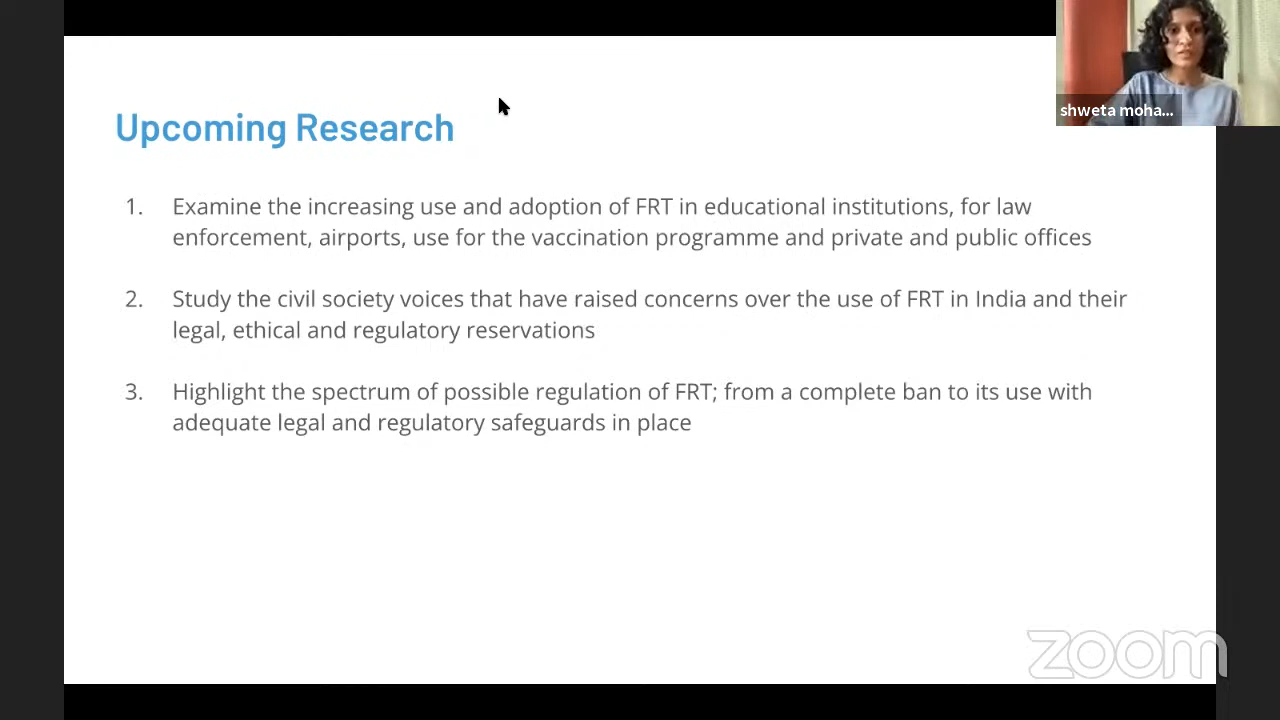 Upcoming Research
shweta moha...
1. Examine the increasing use and adoption of FRT in educational institutions, for law
enforcement, airports, use for the vaccination programme and private and public offices
2. Study the civil society voices that have raised concerns over the use of FRT in India and their
legal, ethical and regulatory reservations
3. Highlight the spectrum of possible regulation of FRT; from a complete ban to its use with
adequate legal and regulatory safeguards in place
zoom